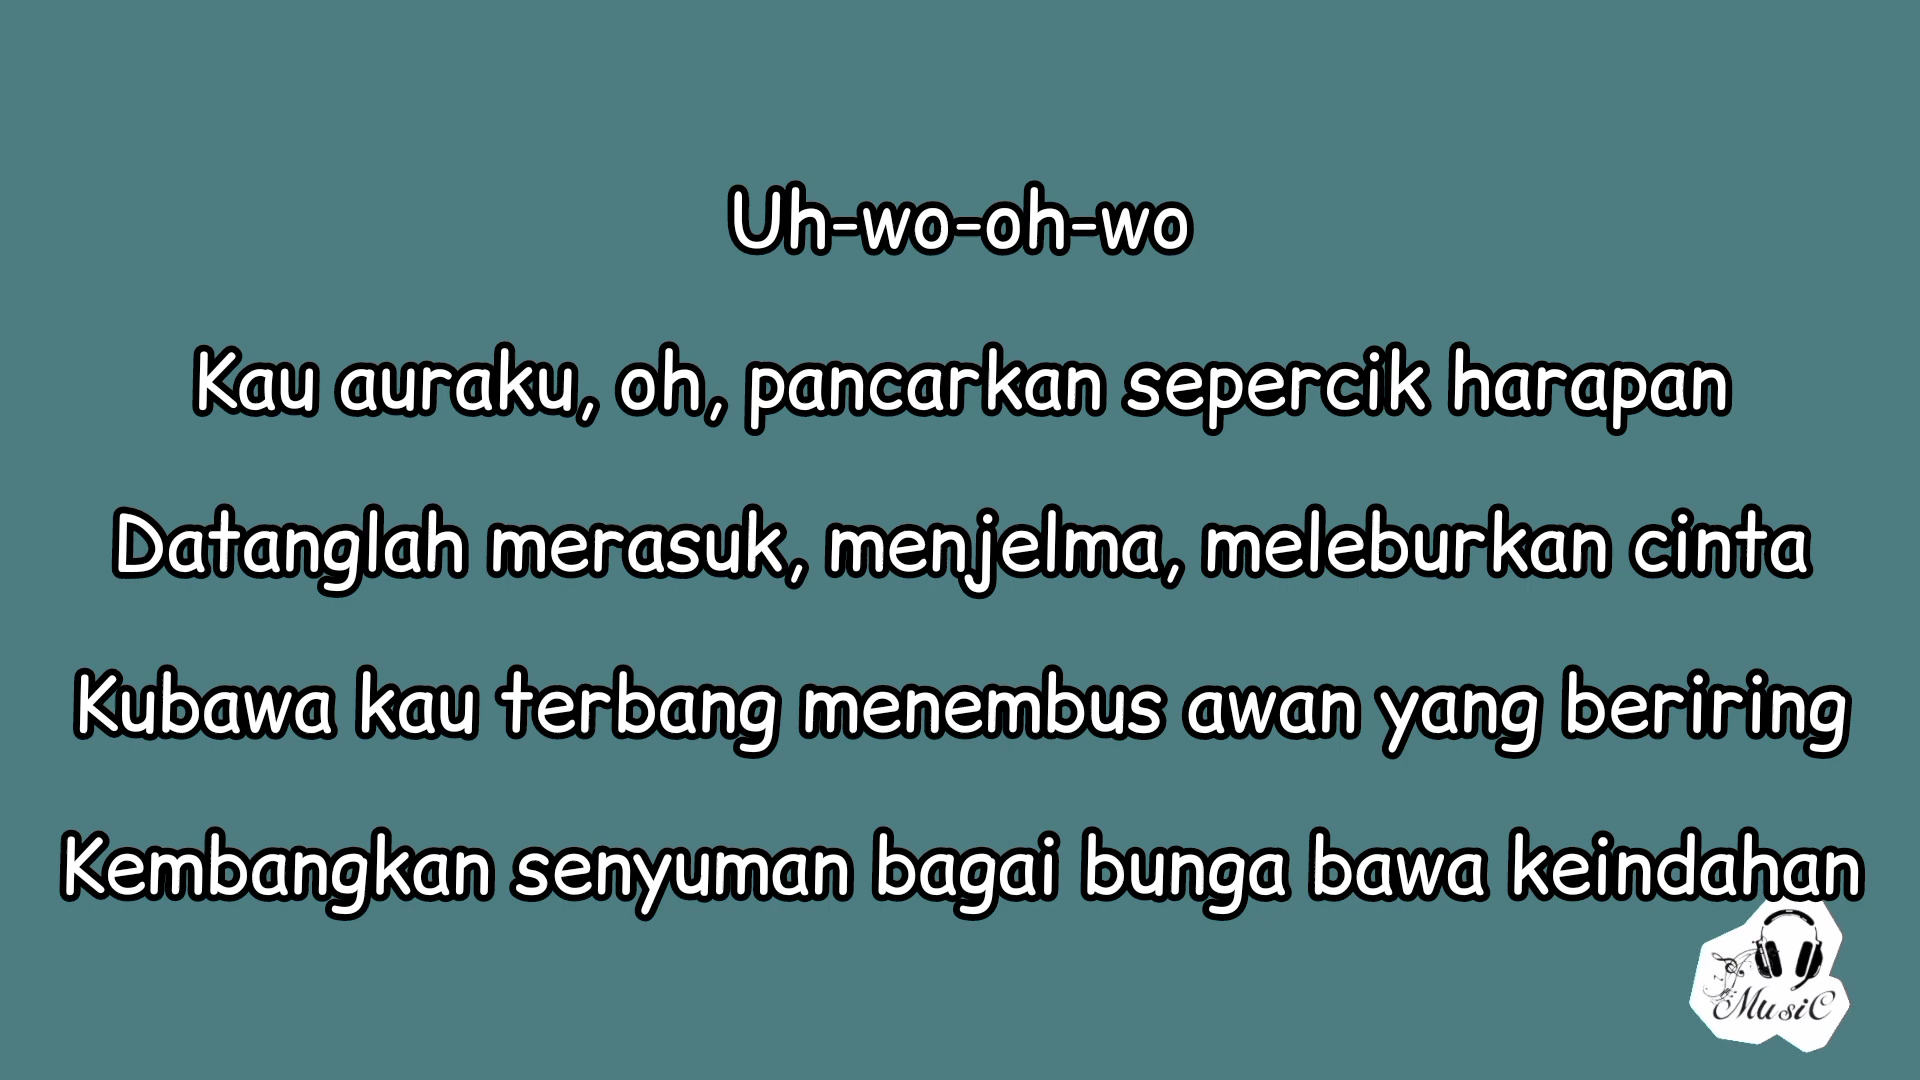 Uh-wo-oh-wo
Kau auraku, oh, pancarkan sepercik harapan
Datanglah merasuk, menjelma, meleburkan cinta
Kubawa kau terbang menembus awan yang beriring
Kembangkan senyuman bagai bunga bawa keindahan
MusiC